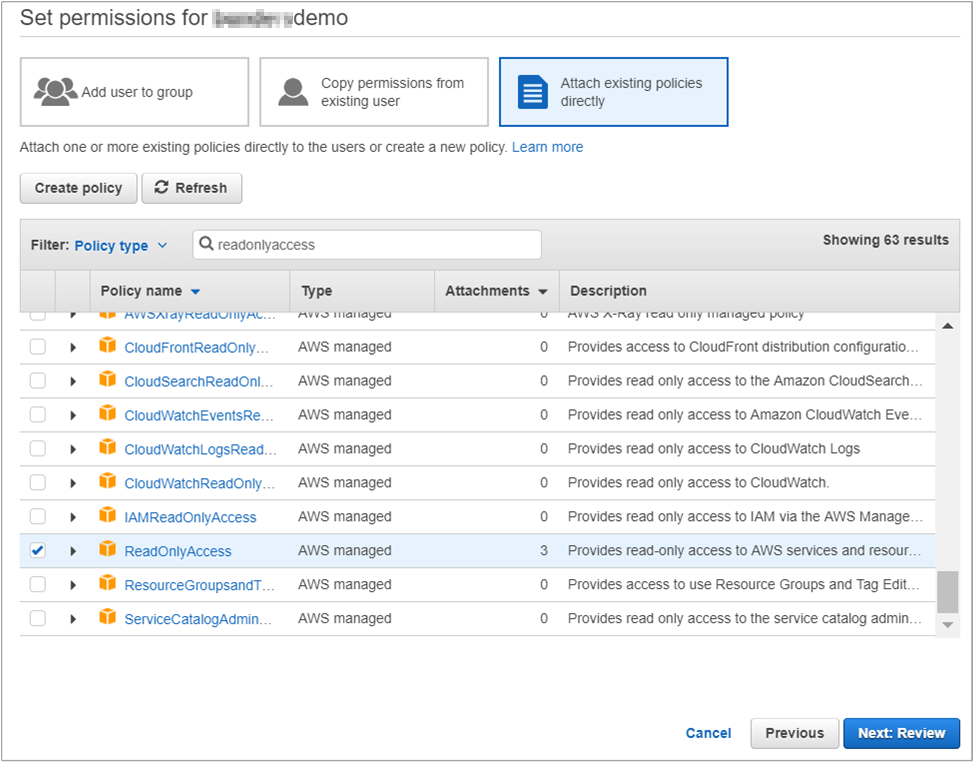 Set permissions for demo
Add user to group
Copy permissions from
existing user
Attach existing policies
directly
Attach one or more existing policies directly to the users or create a new policy. Learn more
Create policy
Refresh
Filter: Policy type
readonlyaccess
Showing 63 results
Policy name Type Attachments Description
AWSXrayReadOnlyAc... AWS managed 0 AWS X-Ray read only managed policy
CloudFrontReadOnly... AWS managed 0 Provides access to CloudFront distribution configuratio...
CloudSearchReadOnl... AWS managed 0 Provides read only access to the Amazon CloudSearch...
CloudWatchEventsRe... AWS managed 0 Provides read only access to Amazon CloudWatch Eve...
CloudWatchLogsRead... AWS managed 0 Provides read only access to CloudWatch Logs
CloudWatchReadOnly... AWS managed 0 Provides read only access to CloudWatch.
IAMReadOnlyAccess AWS managed 0 Provides read only access to IAM via the AWS Manage...
ReadOnlyAccess AWS managed 3 Provides read-only access to AWS services and resour...
ResourceGroupsandT... AWS managed 0 Provides access to use Resource Groups and Tag Edit...
ServiceCatalogAdmin... AWS managed 0 Provides read only access to the service catalog admin...
Cancel
Previous
Next: Review